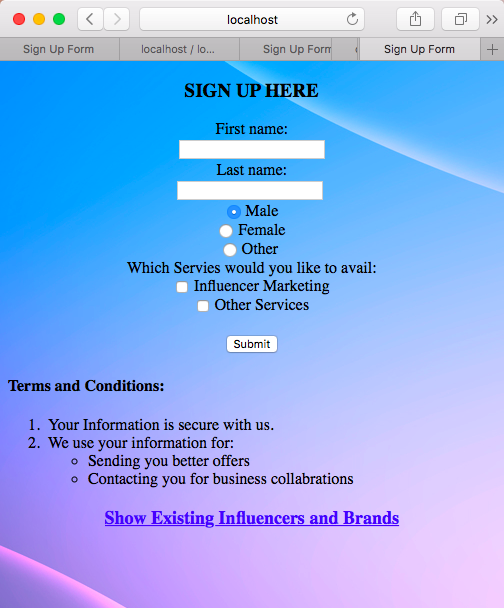 localhost
Sign Up Form
localhost / lo...
Sign Up Form
Sign Up Form
SIGN UP HERE
First name:
Last name:
Male
Female
Other
Which Servies would you like to avail:
Influencer Marketing
Other Services
Submit
Terms and Conditions:
1. Your Information is secure with us.
2. We use your information for:
Sending you better offers
Contacting you for business collabrations
Show Existing Influencers and Brands